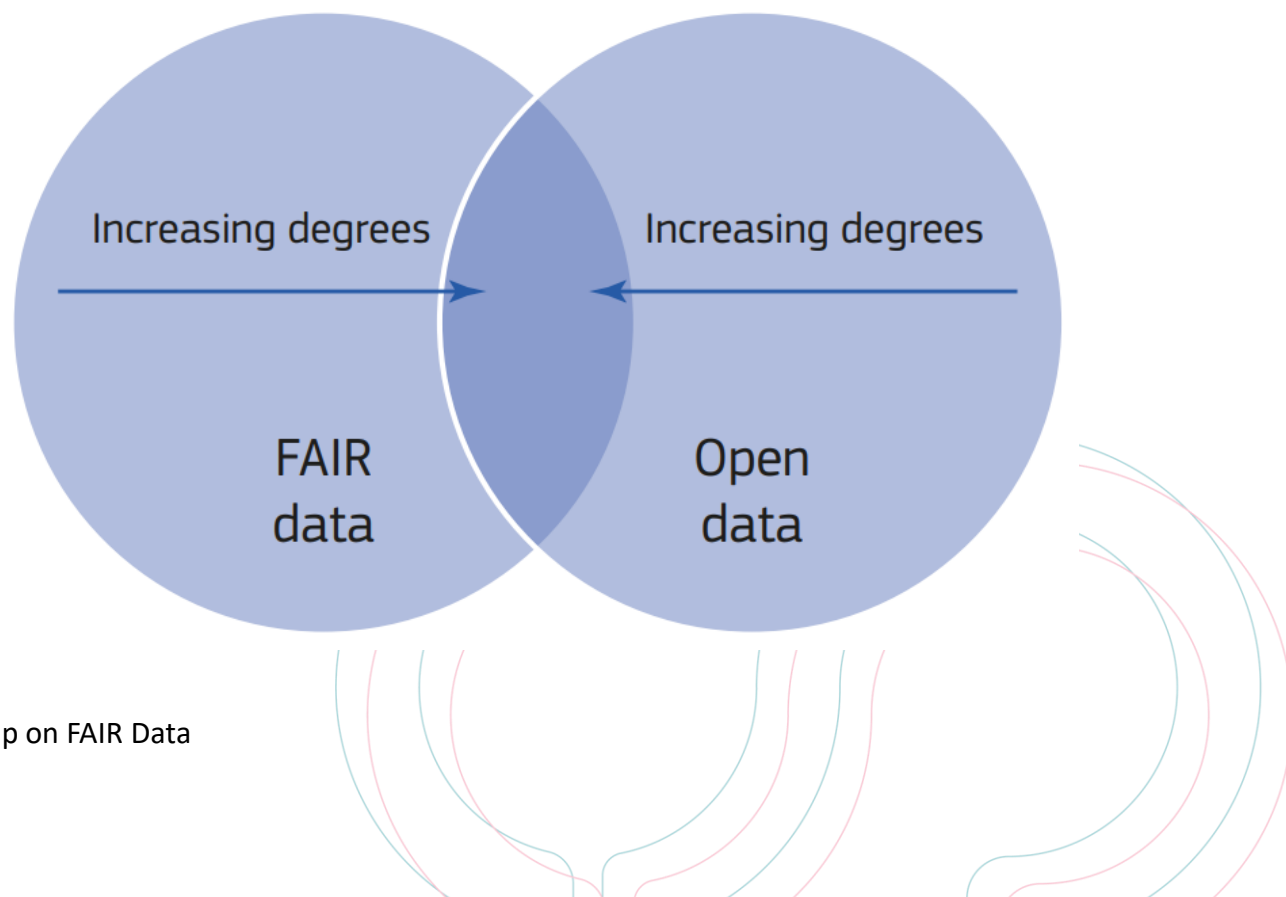 Increasing degrees
Increasing degrees
FAIR
data
Open
data
p on FAIR Data